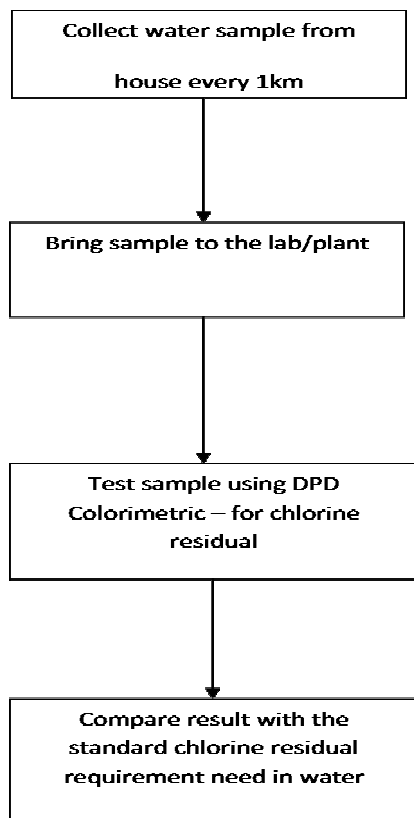 Collect water sample from
house every 1km
Bring sample to the lab/plant
Test sample using DPD
Colorimetric – for chlorine
residual
Compare result with the
standard chlorine residual
requirement need in water